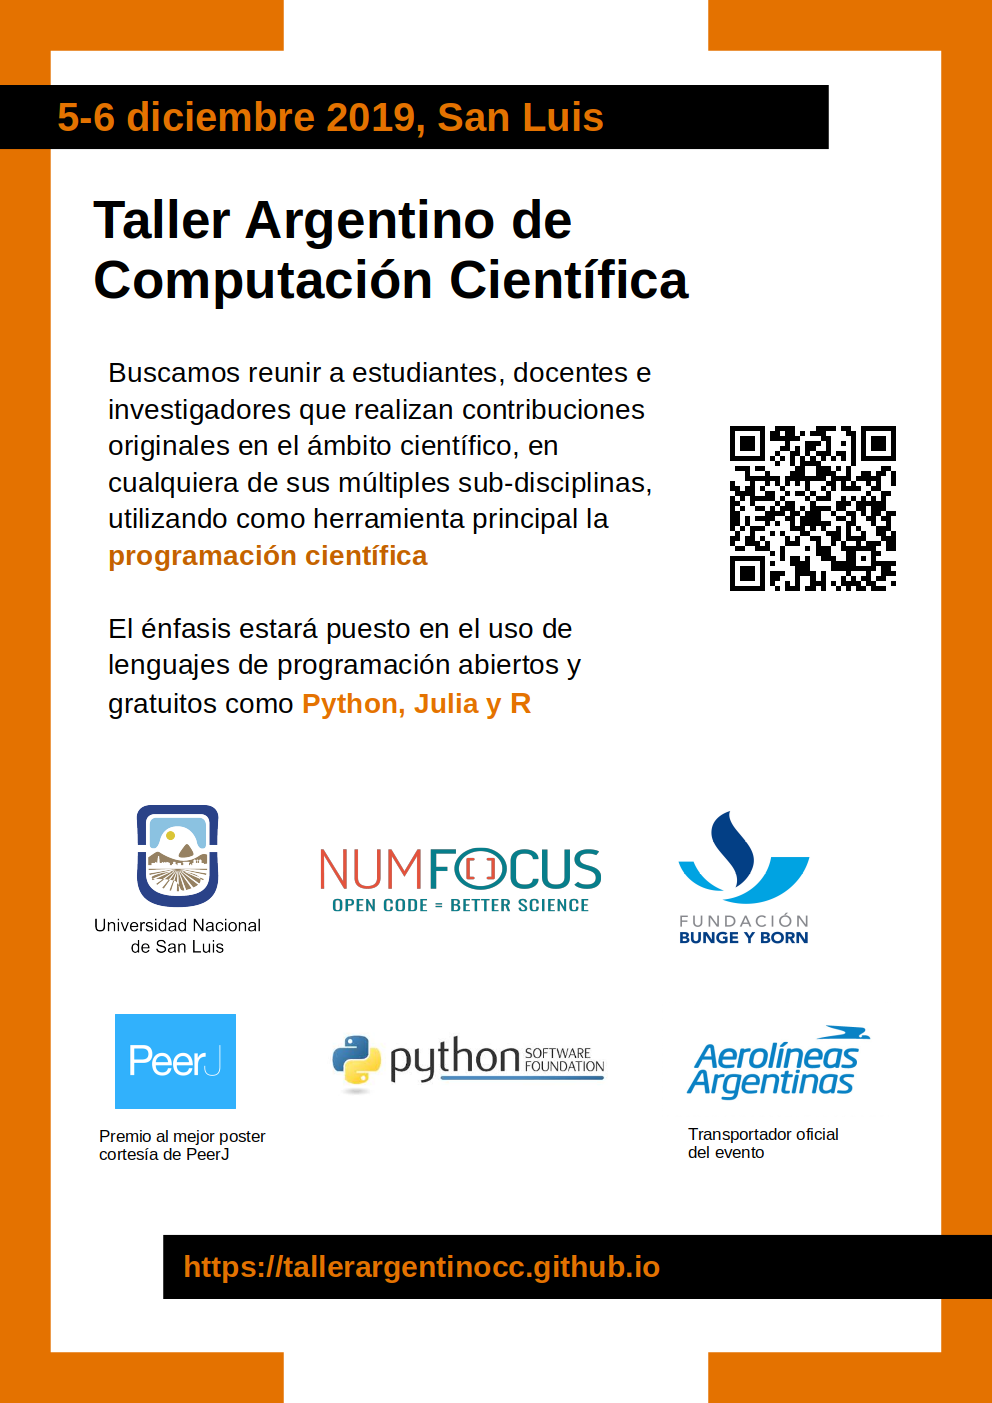 5-6 diciembre 2019, San Luis
Taller Argentino de
Computación Científica
Buscamos reunir a estudiantes, docentes e
investigadores que realizan contribuciones
originales en el ámbito científico, en
cualquiera de sus múltiples sub-disciplinas,
utilizando como herramienta principal la
programación científica
El énfasis estará puesto en el uso de
lenguajes de programación abiertos y
gratuitos como Python, Julia y R
Universidad Nacional
de San Luis
NUMFOCUS
OPEN CODE = BETTER SCIENCE
FUNDACIÓN
BUNGE Y BORN
PeerJ
Premio al mejor poster
cortesía de PeerJ
python SOFTWARE
FOUNDATION
Aerolíneas
Argentinas
Transportador oficial
del evento
https://tallerargentinocc.github.io